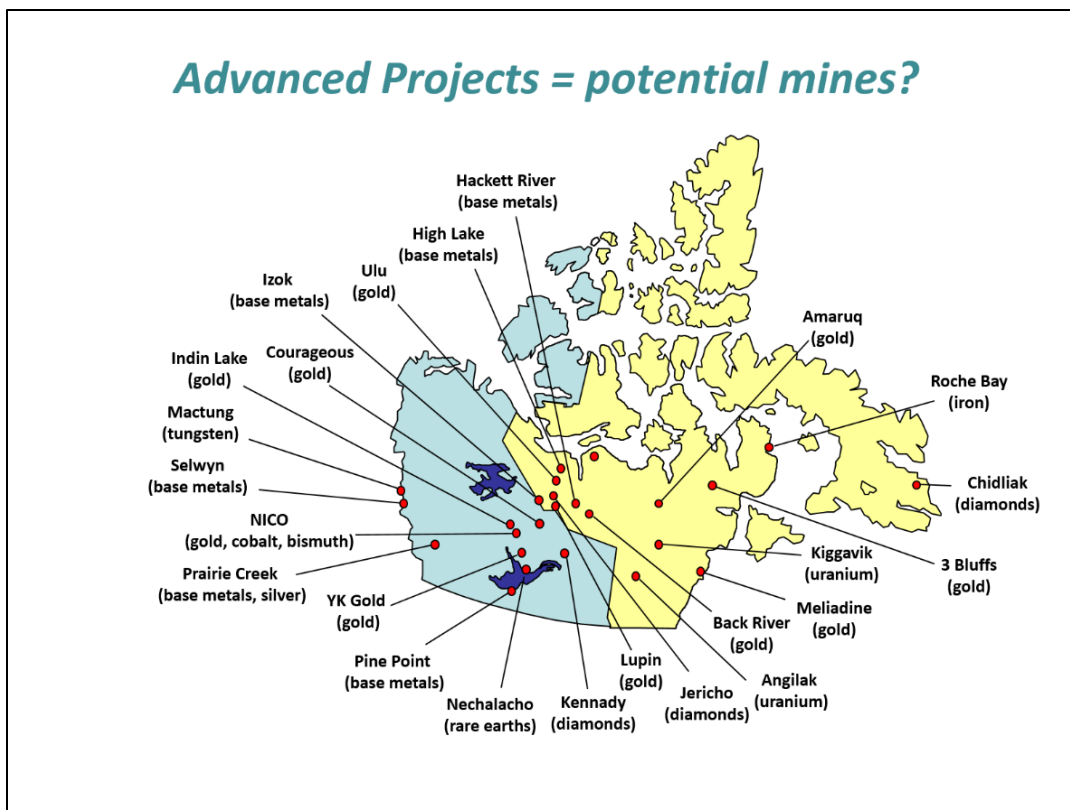 Advanced Projects = potential mines?
Hackett River
(base metals)
High Lake
(base metals)
Ulu
(gold)
Izok
(base metals)
Courageous
(gold)
Indin Lake
(gold)
Mactung
(tungsten)
Selwyn
(base metals)
NICO
(gold, cobalt, bismuth)
Prairie Creek
(base metals, silver)
YK Gold
(gold)
Pine Point
(base metals)
Nechalacho
(rare earths)
Kennady
(diamonds)
Lupin
(gold)
Jericho
(diamonds)
Back River
(gold)
Angilak
(uranium)
Meliadine
(gold)
Kiggavik
(uranium)
3 Bluffs
(gold)
Chidliak
(diamonds)
Roche Bay
(iron)
Amaruq
(gold)